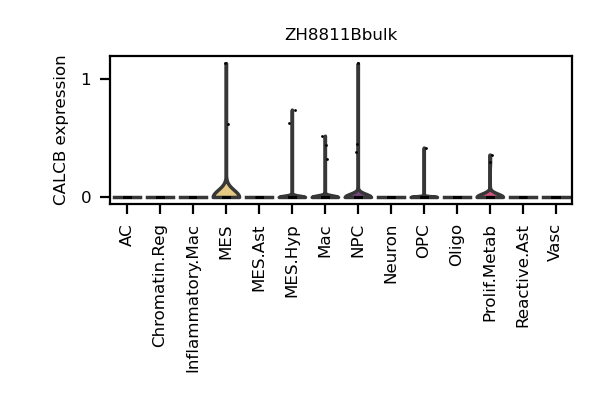 ZH8811Bbulk
CALCB expression
1
0
AC
Chromatin.Reg
Inflammatory.Mac
MES
MES.Ast
MES.Hyp
Mac
NPC
Neuron
OPC
Oligo
Prolif.Metab
Reactive.Ast
Vasc